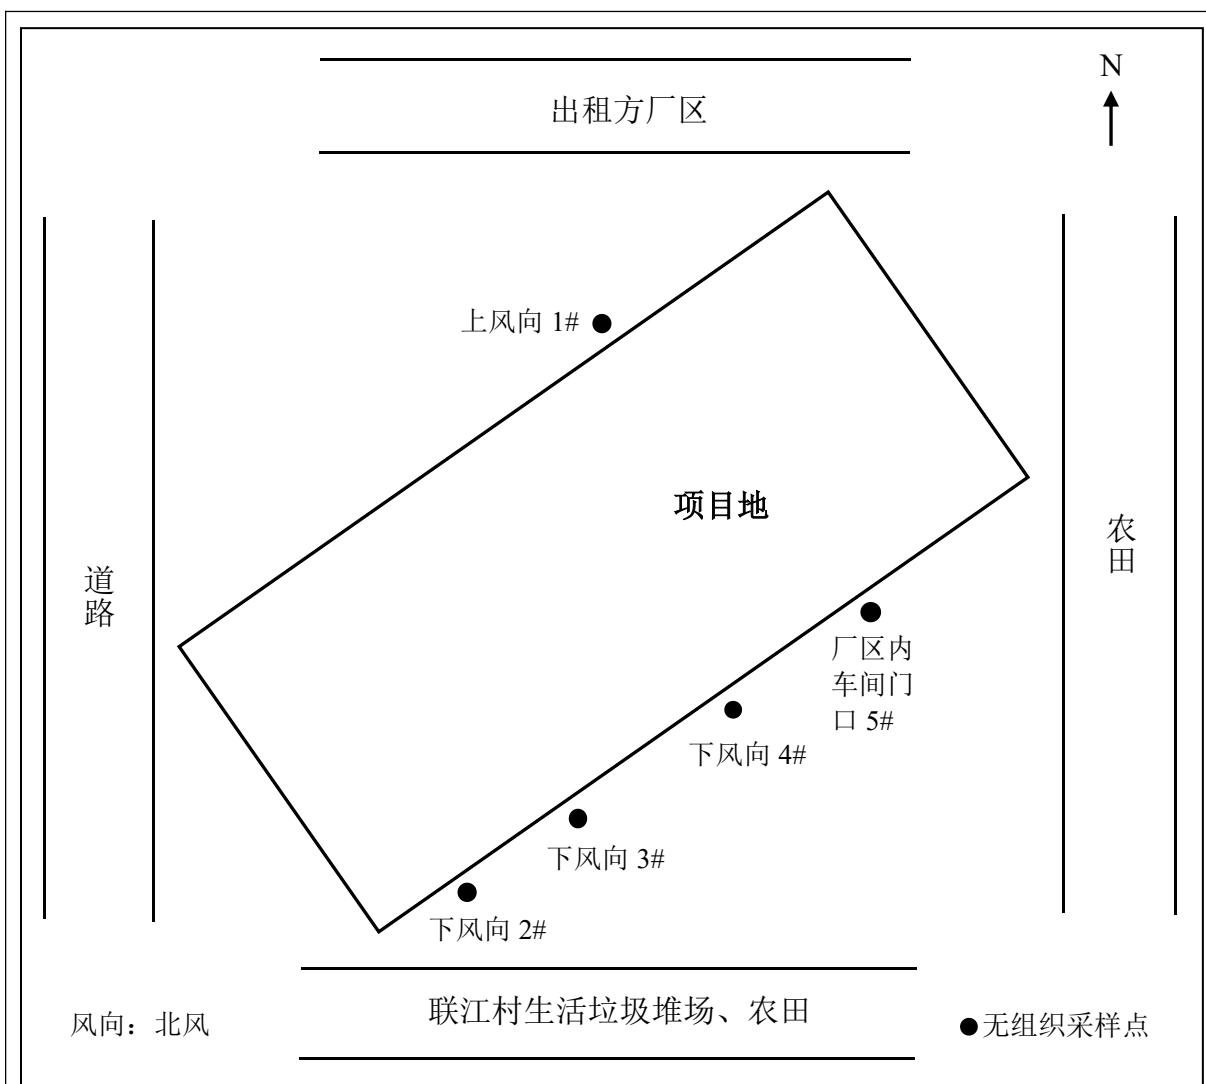 N
出租方厂区
上风向 1#
项目地
农
田
道
路
厂区内
车间门
口 5#
下风向 4#
下风向 3#
下风向 2#
风向：北风
联江村生活垃圾堆场、农田
无组织采样点